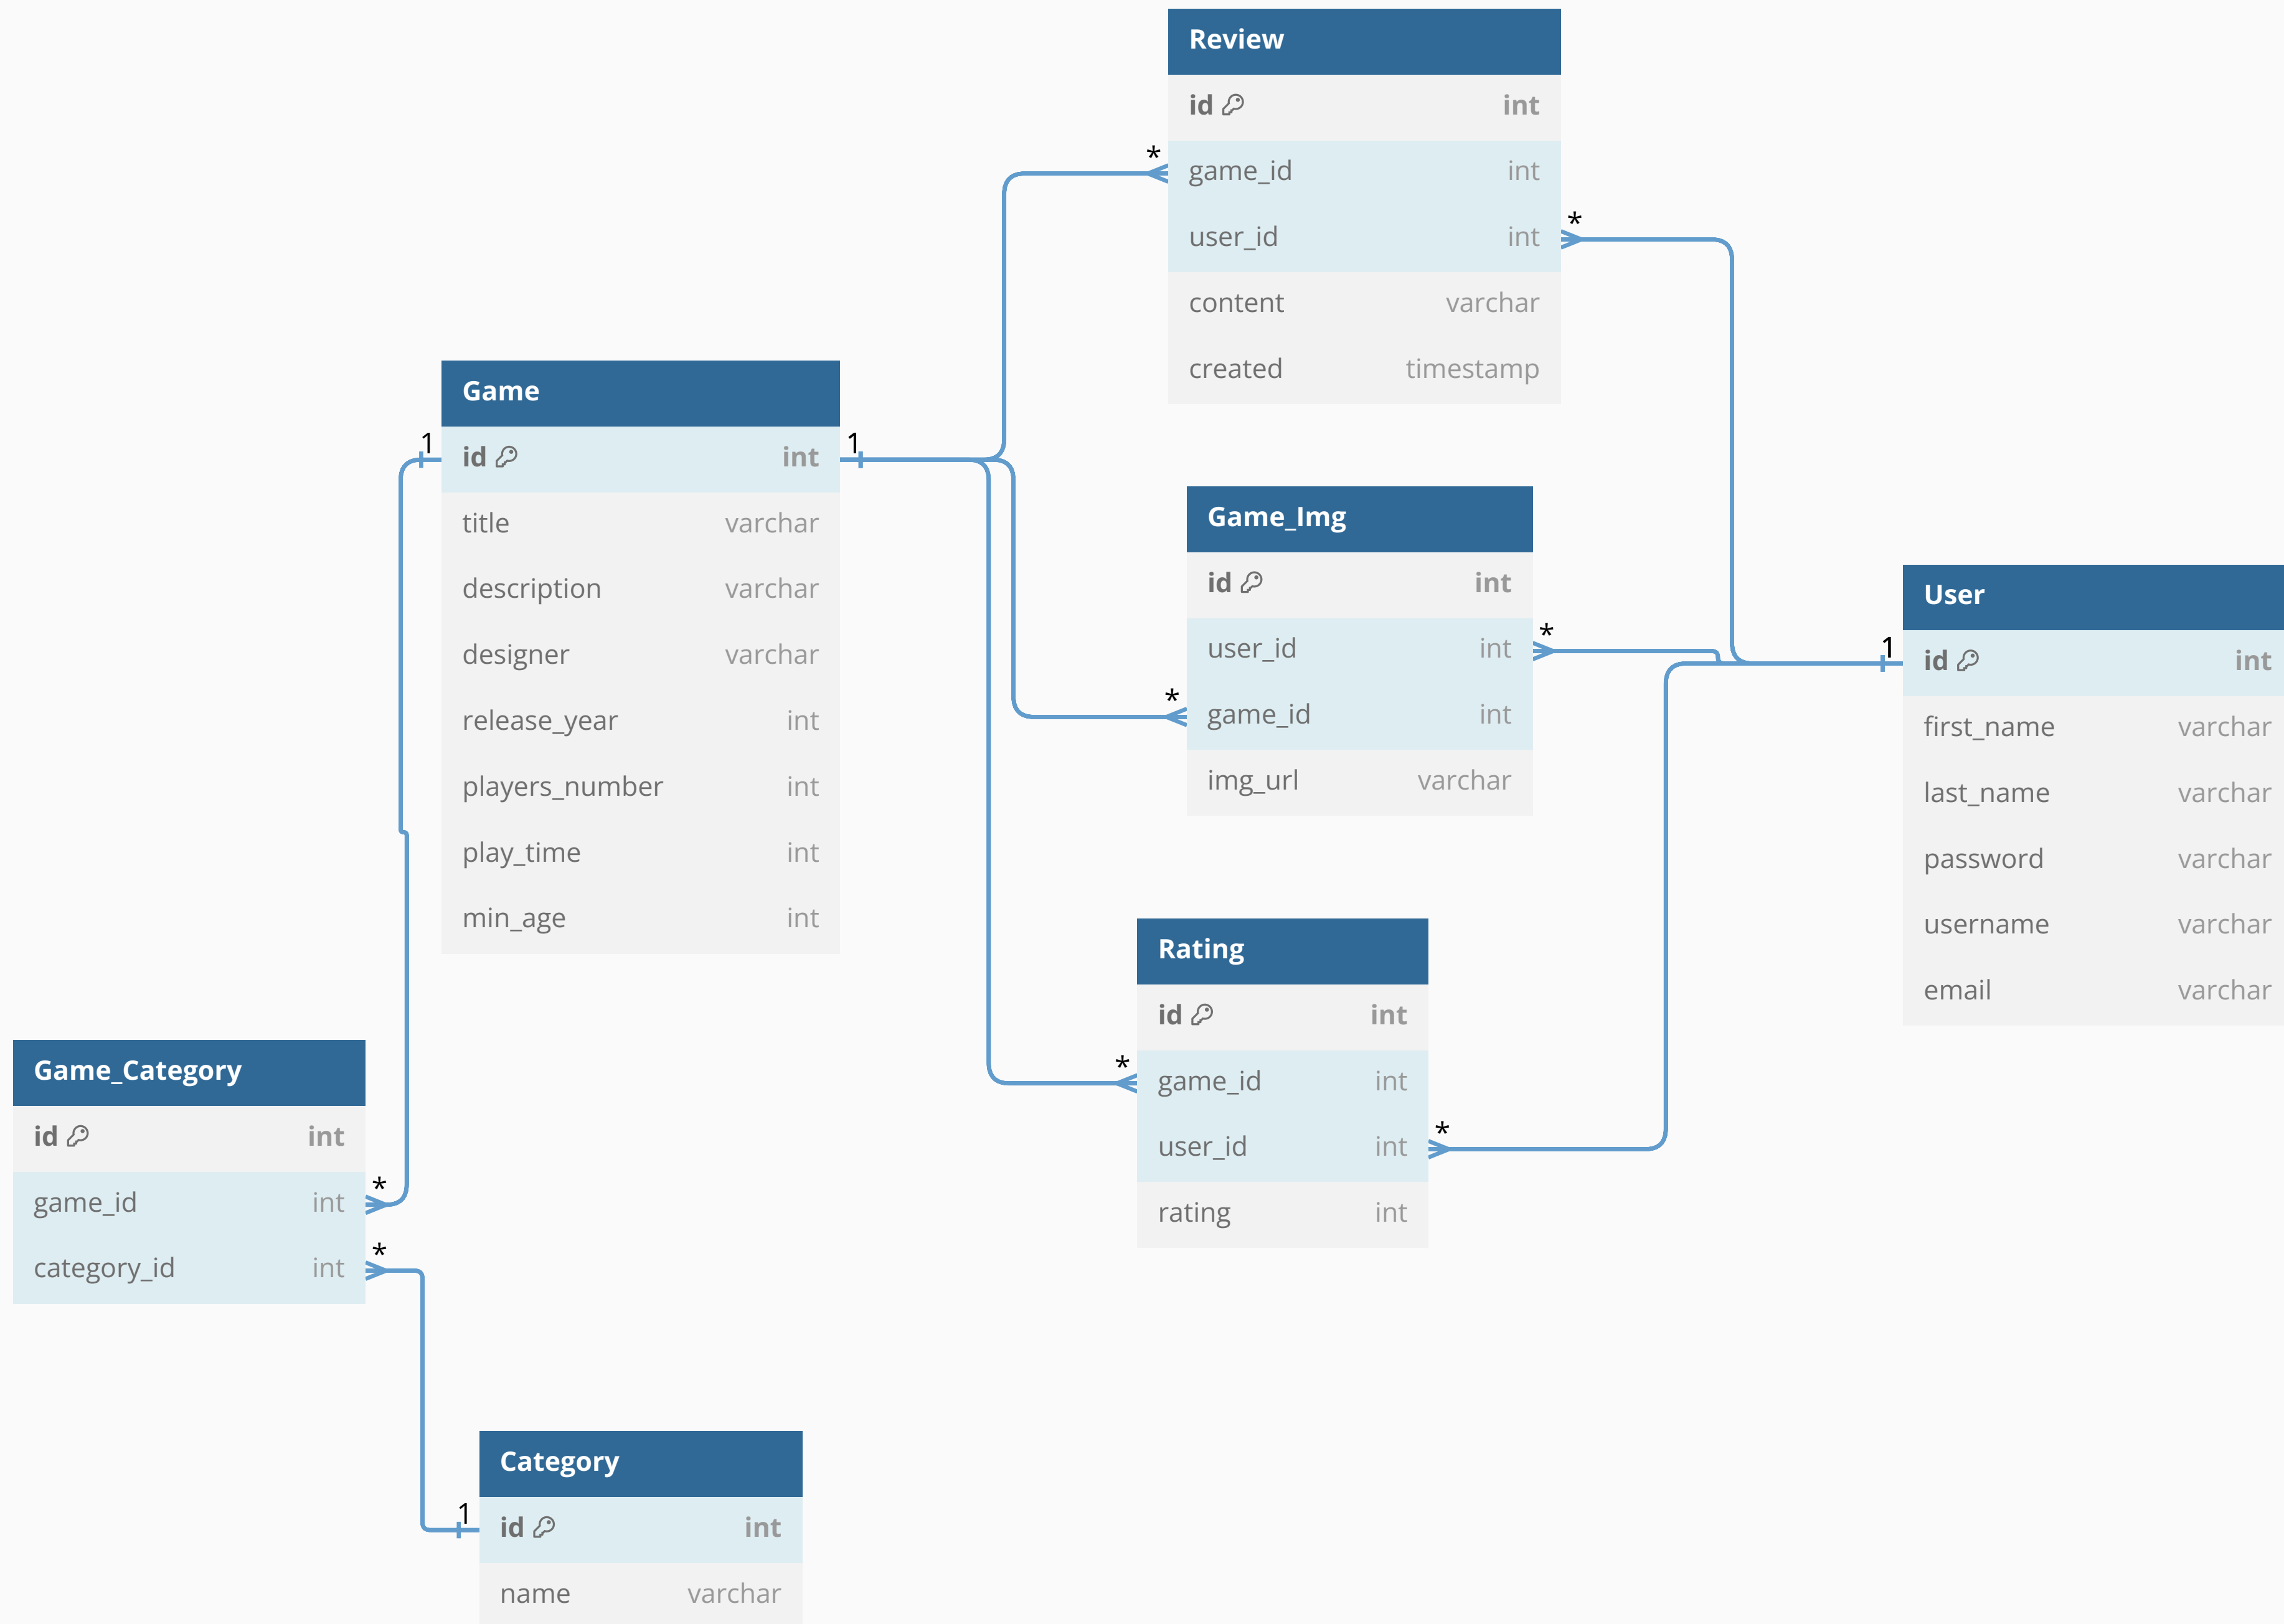 Review
id int
* game_id int
user_id int *
content varchar
created timestamp
Game
1 id int 1
title varchar
description varchar
designer varchar
release_year int
players_number int
play_time int
min_age int
Game_Img
id int
user_id int *
* game_id int
img_url varchar
User
1 id int
first_name varchar
last_name varchar
password varchar
username varchar
email varchar
Rating
id int
* game_id int
user_id int *
rating int
Game_Category
id int
game_id int *
category_id int *
Category
1 id int
name varchar